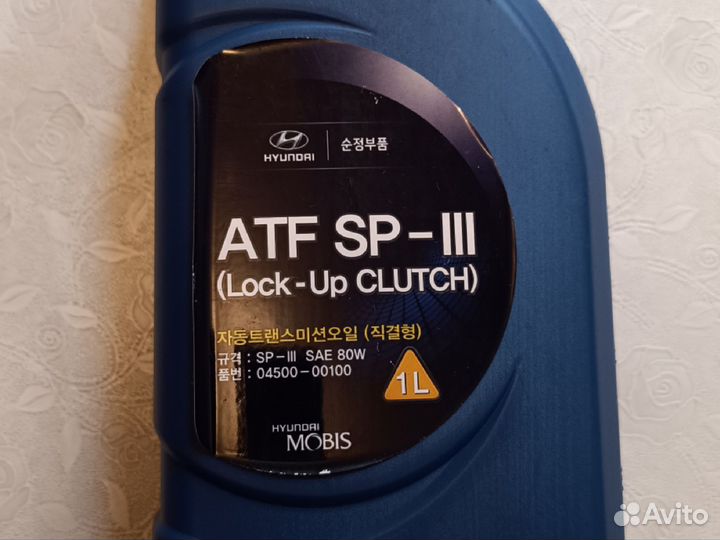 HYUNDAI | 순정부품
ATF SP-III
(Lock-Up CLUTCH)
자동트랜스미션오일 (직결형)
규격 : SP-III SAE 80W
품번 : 04500-00100
1L
HYUNDAI
MOBIS
Avito